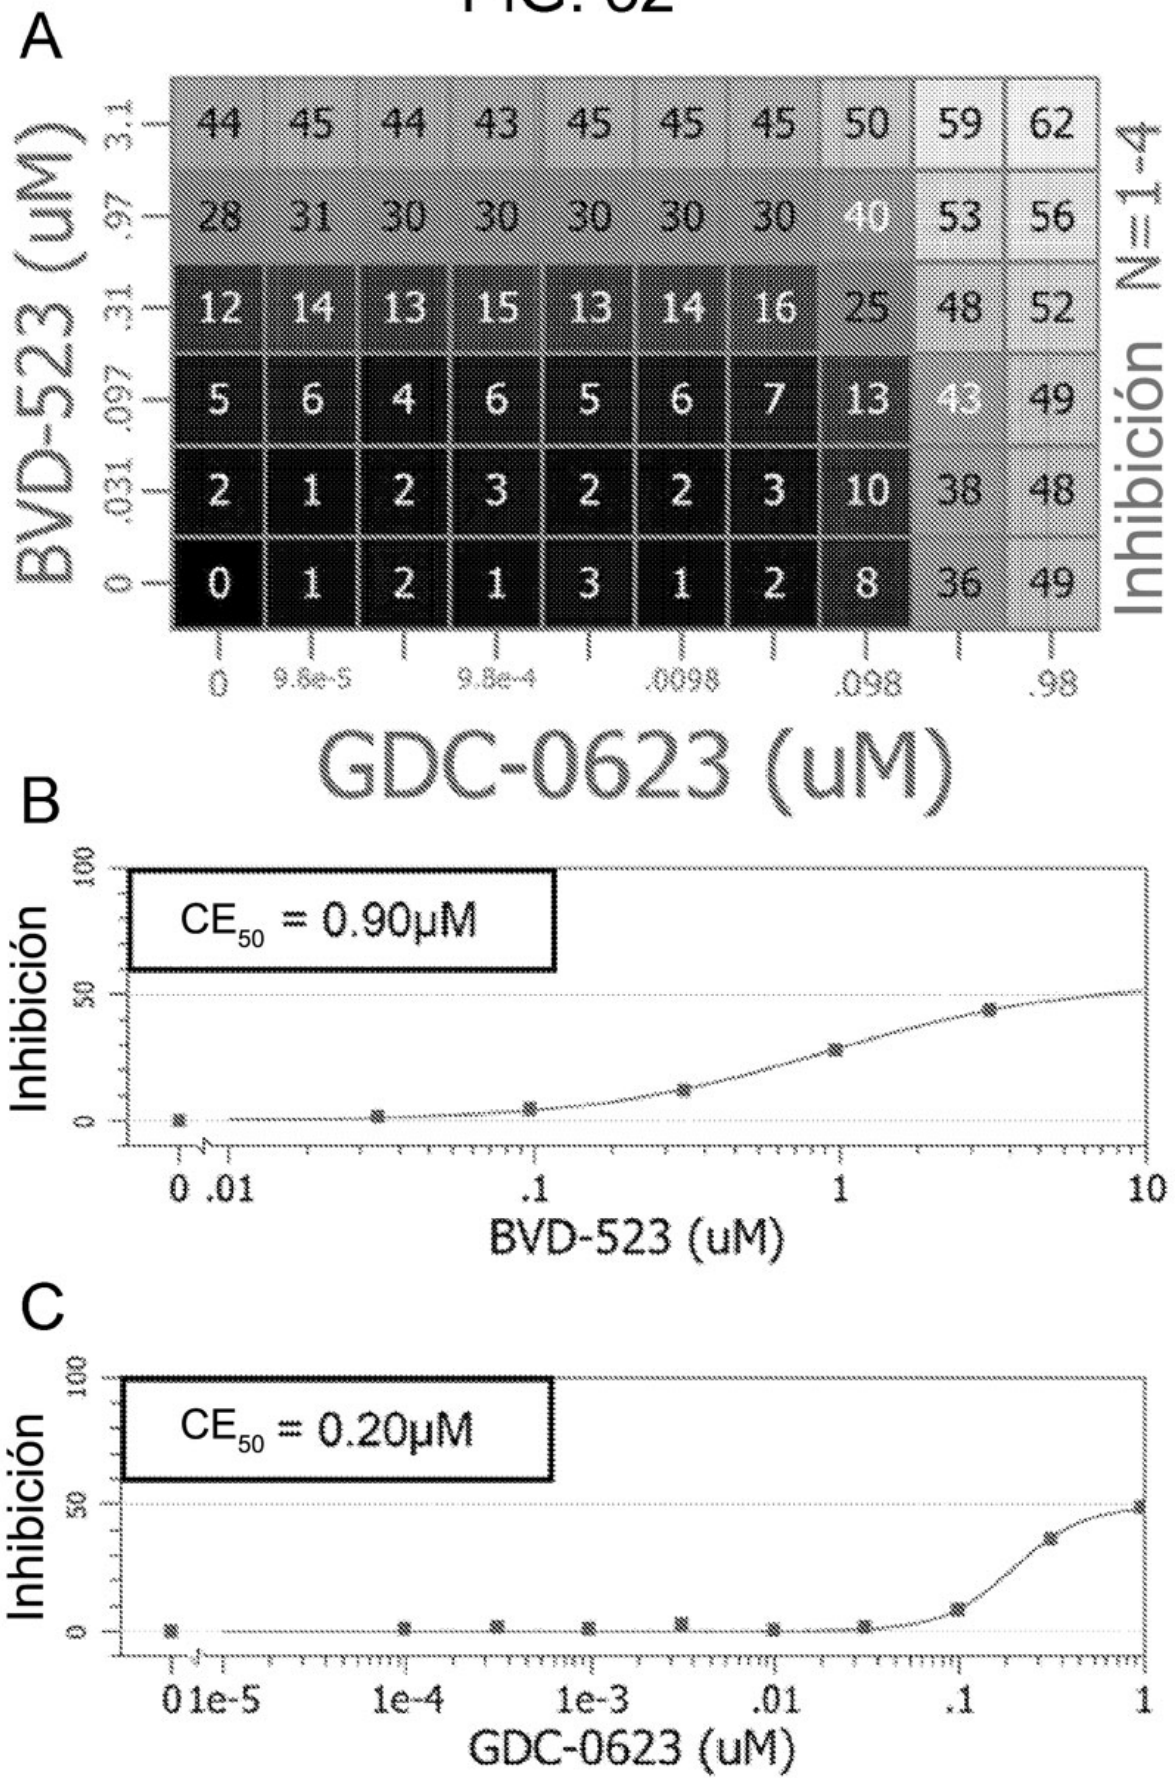 FIG. 62
A
BVD-523 (uM)
3.1 44 45 44 43 45 45 45 50 59 62
.97 28 31 30 30 30 30 30 40 53 56
.31 12 14 13 15 13 14 16 25 48 52
.097 5 6 4 6 5 6 7 13 43 49
.031 2 1 2 3 2 2 3 10 38 48
0 0 1 2 1 3 1 2 8 36 49
Inhibición N=1-4
0 9.8e-5 9.8e-4 .0098 .098 .98
GDC-0623 (uM)
B
CE50 = 0.90µM
Inhibición
100
50
0
0 .01 .1 1 10
BVD-523 (uM)
C
CE50 = 0.20µM
Inhibición
100
50
0
0 1e-5 1e-4 1e-3 .01 .1 1
GDC-0623 (uM)